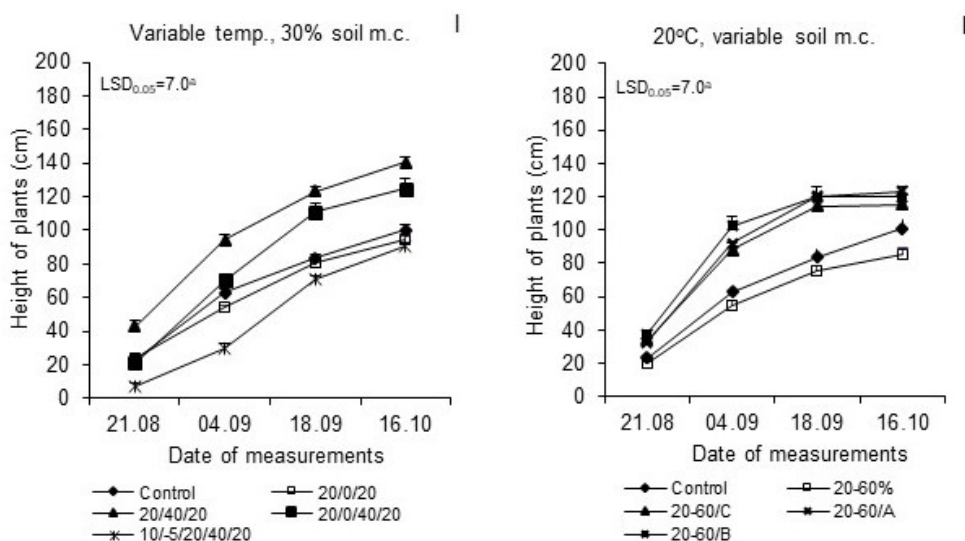 Variable temp., 30% soil m.c.
I
LSD0.05=7.0a
Height of plants (cm)
200
180
160
140
120
100
80
60
40
20
0
21.08 04.09 18.09 16.10
Date of measurements
Control 20/0/20
20/40/20 20/0/40/20
10/-5/20/40/20
20oC, variable soil m.c.
LSD0.05=7.0a
Height of plants (cm)
200
180
160
140
120
100
80
60
40
20
0
21.08 04.09 18.09 16.10
Date of measurements
Control 20-60%
20-60/C 20-60/A
20-60/B